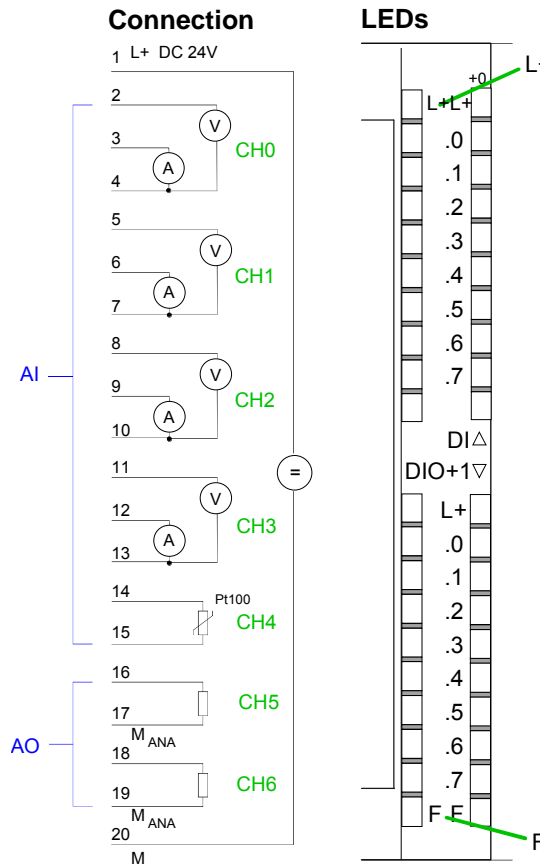 Connection
1 L+ DC 24V
2
V
3
CH0
A
4
5
V
6
CH1
A
7
8
V
9
CH2
A
10
11
V
12
CH3
A
13
14
Pt100
CH4
15
AI
=
16
CH5
17
M ANA
18
CH6
19
M ANA
AO
20
M
LEDs
L+
+0
L+L+
.0
.1
.2
.3
.4
.5
.6
.7
DI△
DIO+1▽
L+
.0
.1
.2
.3
.4
.5
.6
.7
F F
F